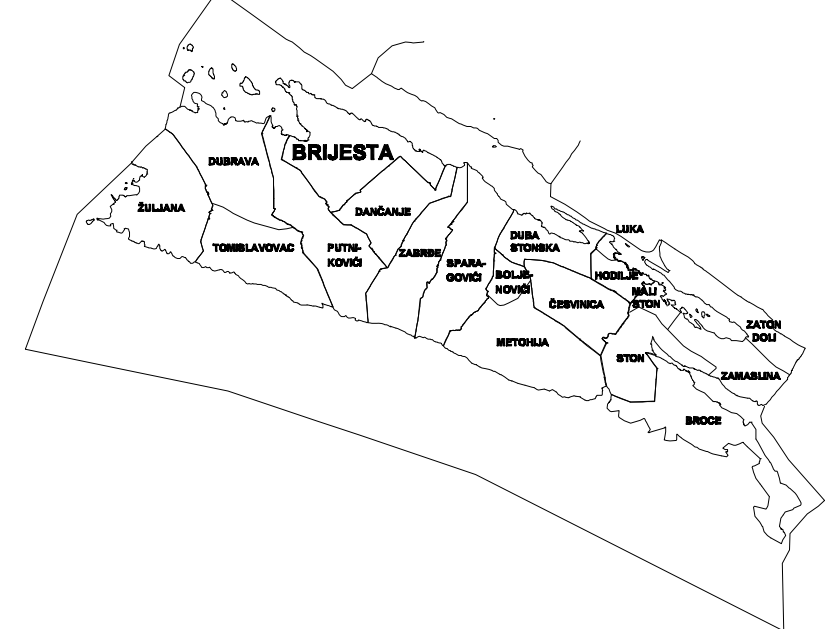 BRIJESTA
DUBRAVA
ŽULJANA
DANČANJE
TOMISLAVOVAC
PUTNI-
KOVIĆI
ZABRĐE
SPARA-
GOVIĆI
DUBA
STONSKA
LUKA
BOLJE-
NOVIĆI
HODILJE
MALI
STON
ČESVINICA
ZATON
DOLI
METOHIJA
STON
ZAMASLINA
BROCE